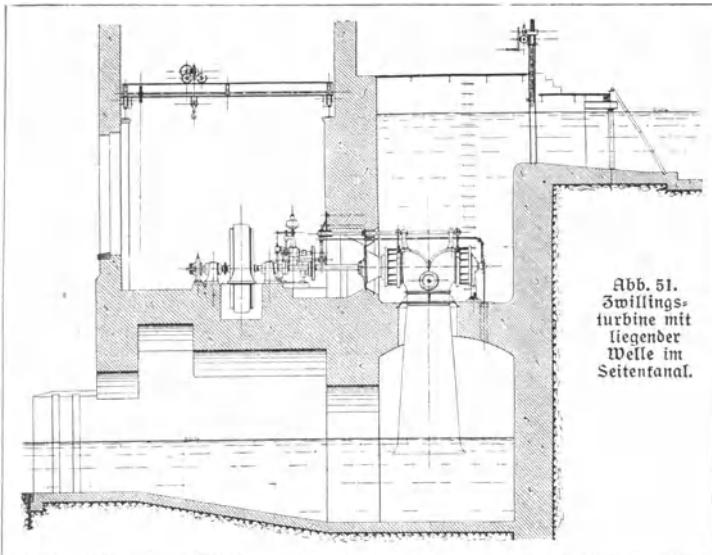 Abb. 51.
Zwillings-
turbine mit
liegender
Welle im
Seitenkanal.